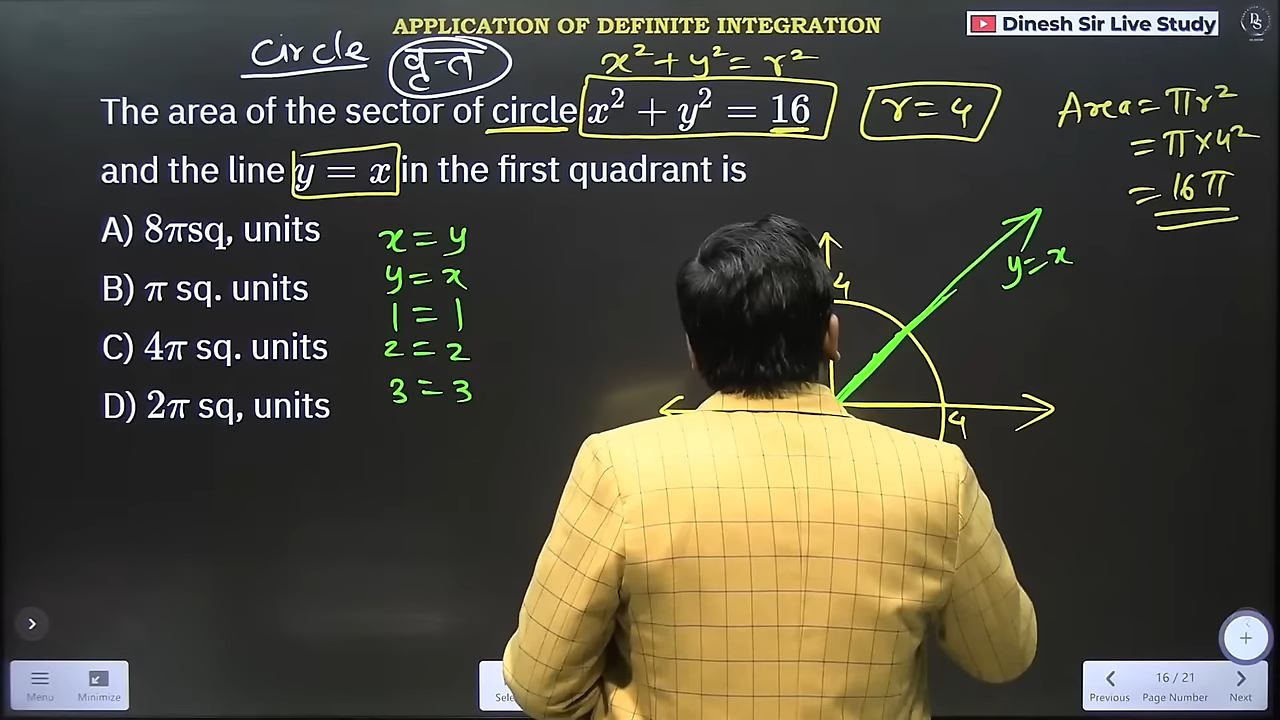 APPLICATION OF DEFINITE INTEGRATION
Dinesh Sir Live Study
DS
circle वृत्त x² + y² = r²
The area of the sector of circle x² + y² = 16 r = 4
and the line y = x in the first quadrant is
Area = πr²
= π × 4²
= 16π
A) 8πsq, units
B) π sq. units
C) 4π sq. units
D) 2π sq, units
x = y
y = x
1 = 1
2 = 2
3 = 3
4
y = x
4
Menu
Minimize
16 / 21
Previous
Page Number
Next